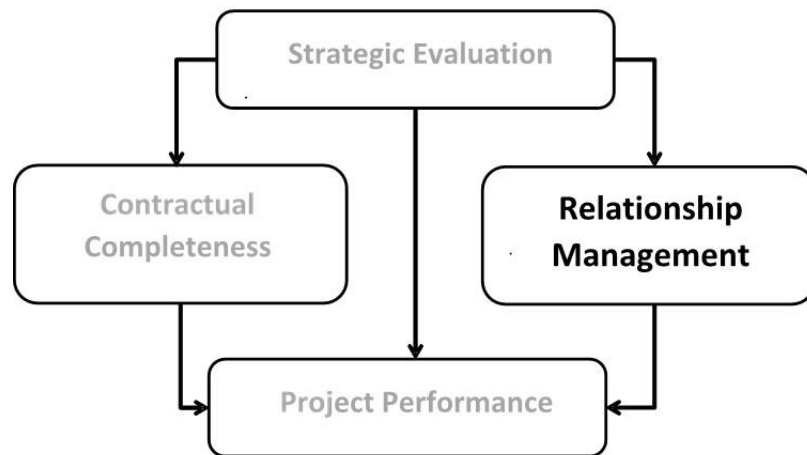 Strategic Evaluation
Contractual
Completeness
Relationship
Management
Project Performance